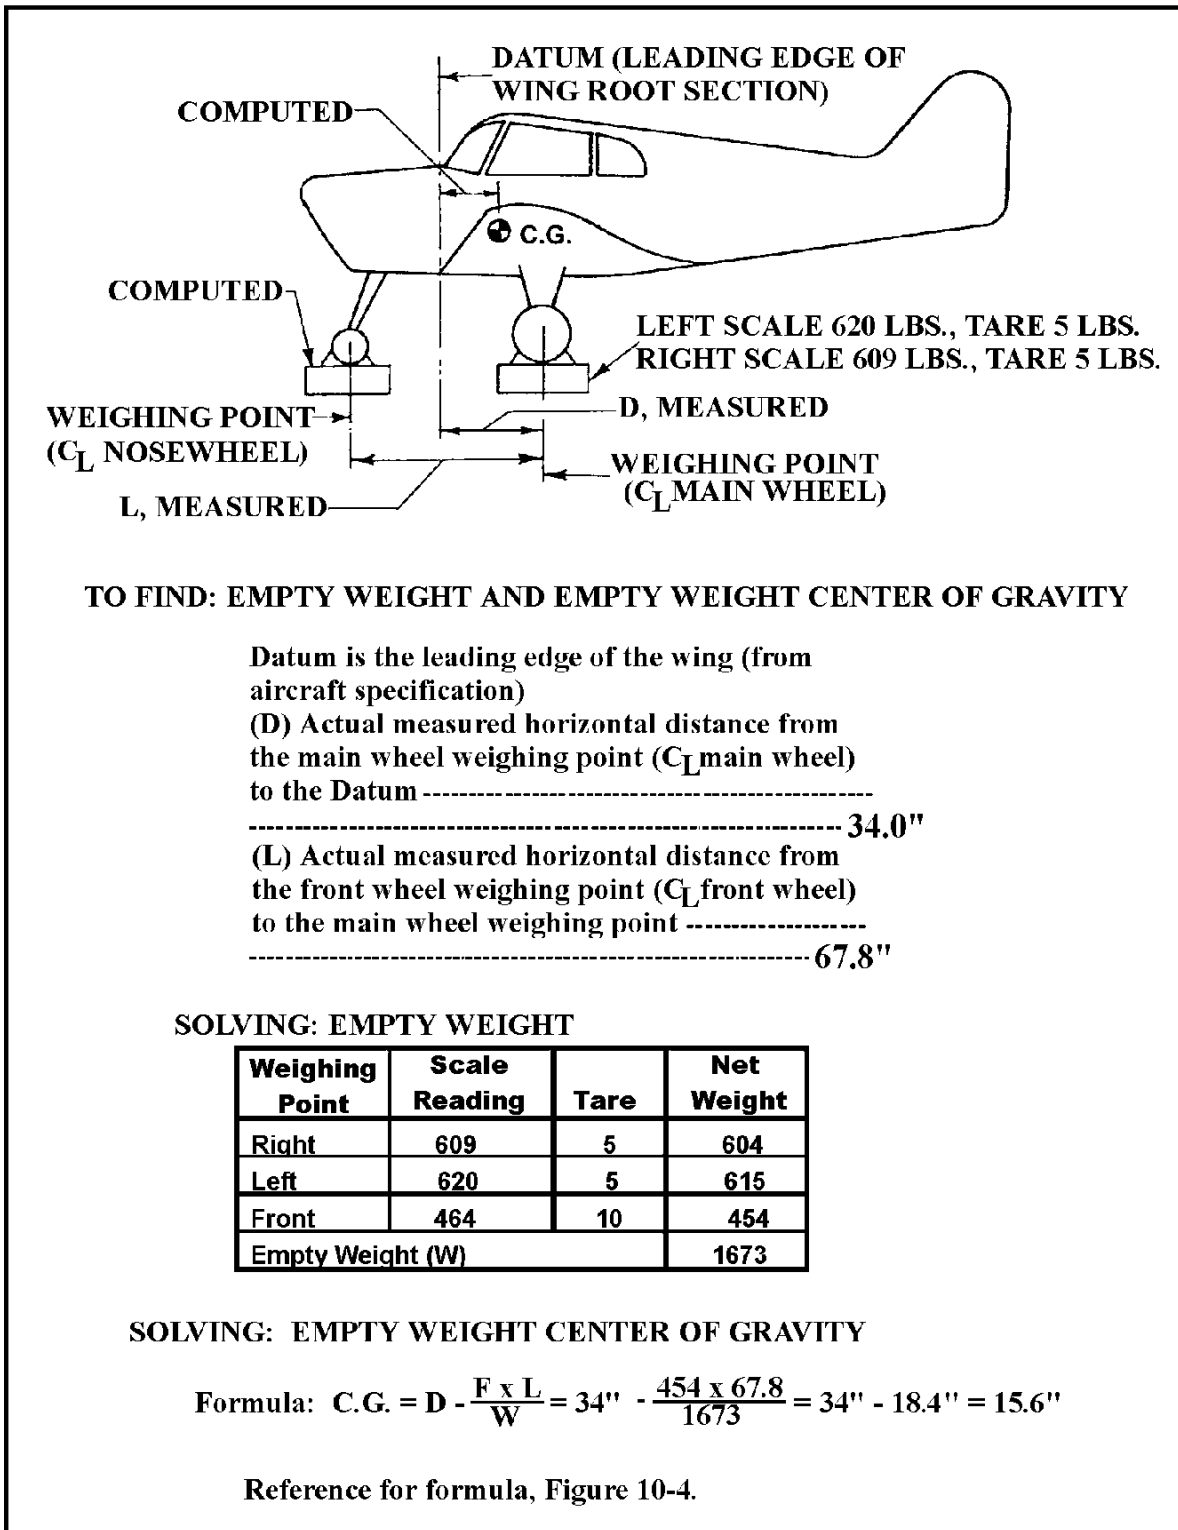 DATUM (LEADING EDGE OF
WING ROOT SECTION)
COMPUTED
C.G.
COMPUTED
LEFT SCALE 620 LBS., TARE 5 LBS.
RIGHT SCALE 609 LBS., TARE 5 LBS.
D, MEASURED
WEIGHING POINT
(CL NOSEWHEEL)
WEIGHING POINT
(CL MAIN WHEEL)
L, MEASURED
TO FIND: EMPTY WEIGHT AND EMPTY WEIGHT CENTER OF GRAVITY
Datum is the leading edge of the wing (from
aircraft specification)
(D) Actual measured horizontal distance from
the main wheel weighing point (CL main wheel)
to the Datum --------------------------------------------------
----------------------------------------------------------------- 34.0"
(L) Actual measured horizontal distance from
the front wheel weighing point (CL front wheel)
to the main wheel weighing point --------------------
------------------------------------------------------------- 67.8"
SOLVING: EMPTY WEIGHT
Weighing Point | Scale Reading | Tare | Net Weight
Right 609 5 604
Left 620 5 615
Front 464 10 454
Empty Weight (W) 1673
SOLVING: EMPTY WEIGHT CENTER OF GRAVITY
Formula: C.G. = D - F x L / W = 34" - 454 x 67.8 / 1673 = 34" - 18.4" = 15.6"
Reference for formula, Figure 10-4.